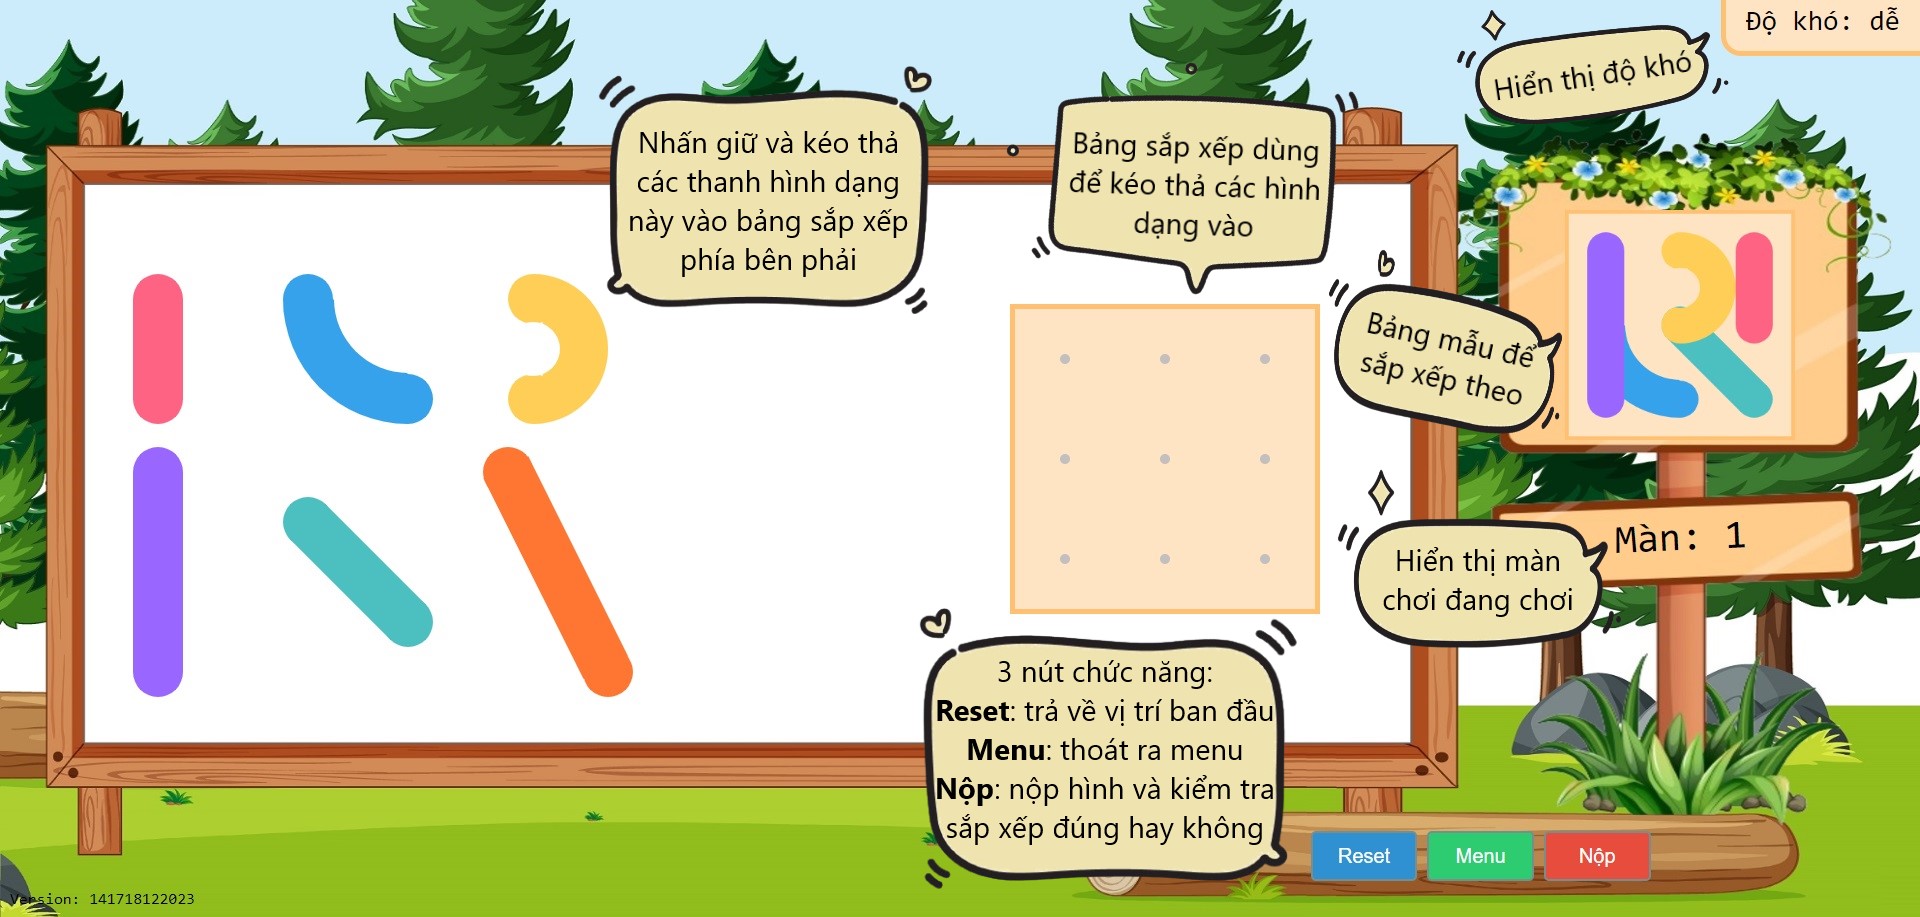 Độ khó: dễ
Hiển thị độ khó
Nhấn giữ và kéo thả
các thanh hình dạng
này vào bảng sắp xếp
phía bên phải
Bảng sắp xếp dùng
để kéo thả các hình
dạng vào
Bảng mẫu để
sắp xếp theo
Màn: 1
Hiển thị màn
chơi đang chơi
3 nút chức năng:
Reset: trả về vị trí ban đầu
Menu: thoát ra menu
Nộp: nộp hình và kiểm tra
sắp xếp đúng hay không
Reset
Menu
Nộp
Version: 141718122023